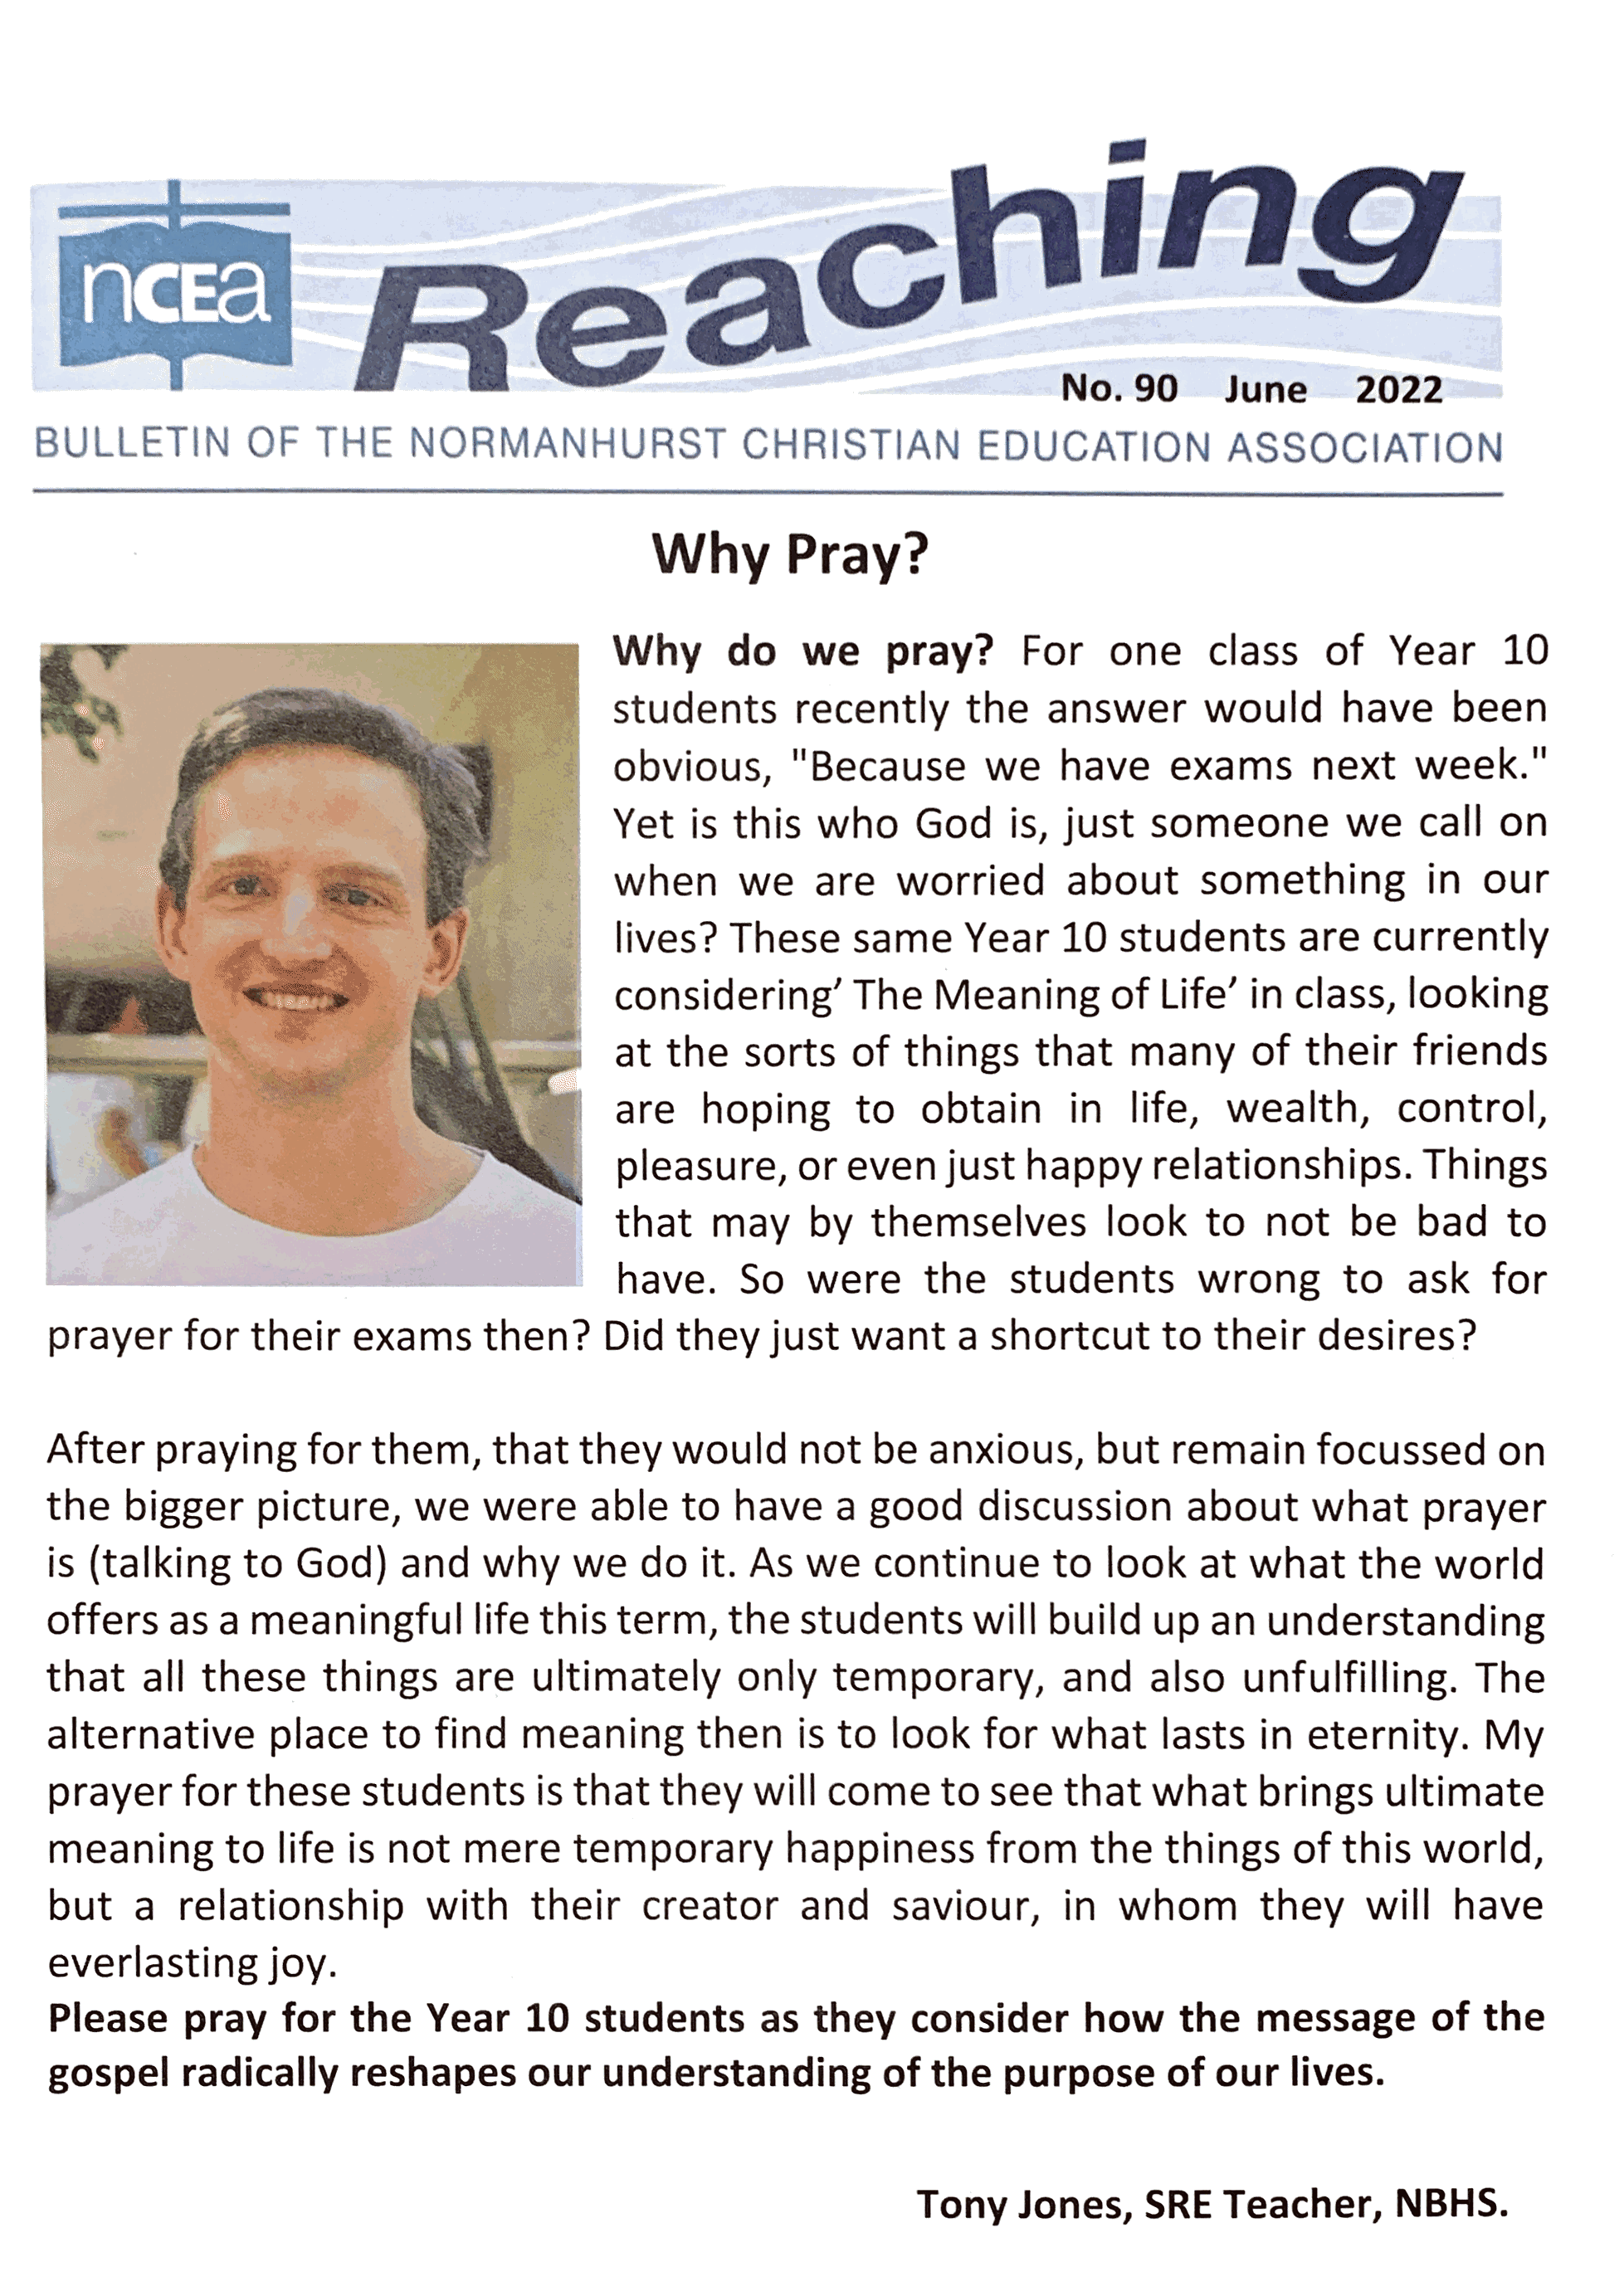 ncea
Reaching
No. 90 June 2022
BULLETIN OF THE NORMANHURST CHRISTIAN EDUCATION ASSOCIATION
Why Pray?
Why do we pray? For one class of Year 10
students recently the answer would have been
obvious, "Because we have exams next week."
Yet is this who God is, just someone we call on
when we are worried about something in our
lives? These same Year 10 students are currently
considering’ The Meaning of Life’ in class, looking
at the sorts of things that many of their friends
are hoping to obtain in life, wealth, control,
pleasure, or even just happy relationships. Things
that may by themselves look to not be bad to
have. So were the students wrong to ask for
prayer for their exams then? Did they just want a shortcut to their desires?
After praying for them, that they would not be anxious, but remain focussed on
the bigger picture, we were able to have a good discussion about what prayer
is (talking to God) and why we do it. As we continue to look at what the world
offers as a meaningful life this term, the students will build up an understanding
that all these things are ultimately only temporary, and also unfulfilling. The
alternative place to find meaning then is to look for what lasts in eternity. My
prayer for these students is that they will come to see that what brings ultimate
meaning to life is not mere temporary happiness from the things of this world,
but a relationship with their creator and saviour, in whom they will have
everlasting joy.
Please pray for the Year 10 students as they consider how the message of the
gospel radically reshapes our understanding of the purpose of our lives.
Tony Jones, SRE Teacher, NBHS.